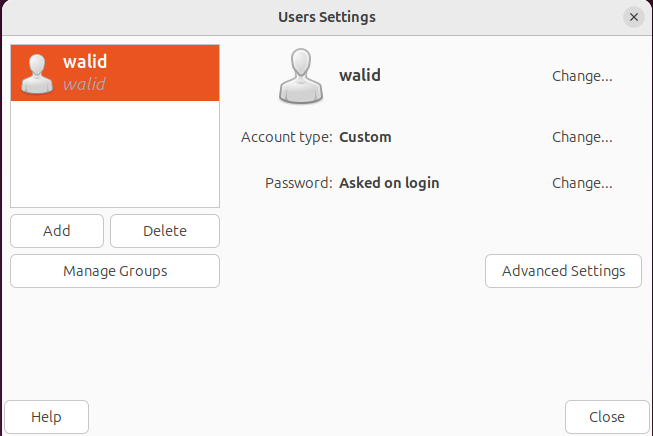 Users Settings
walid
walid
walid
Change...
Account type: Custom
Change...
Password: Asked on login
Change...
Add
Delete
Manage Groups
Advanced Settings
Help
Close